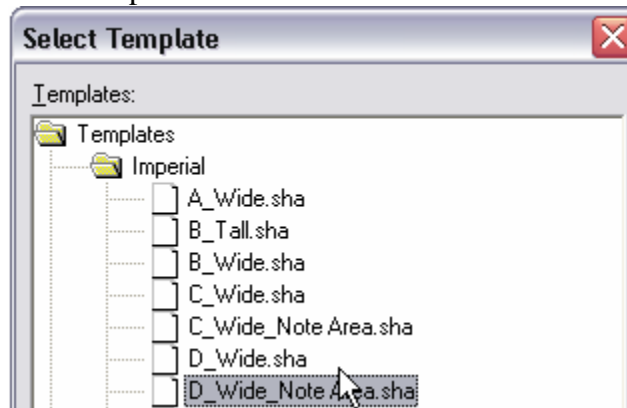 Select Template
Templates:
Templates
Imperial
A_Wide.sha
B_Tall.sha
B_Wide.sha
C_Wide.sha
C_Wide_Note Area.sha
D_Wide.sha
D_Wide_Note Area.sha